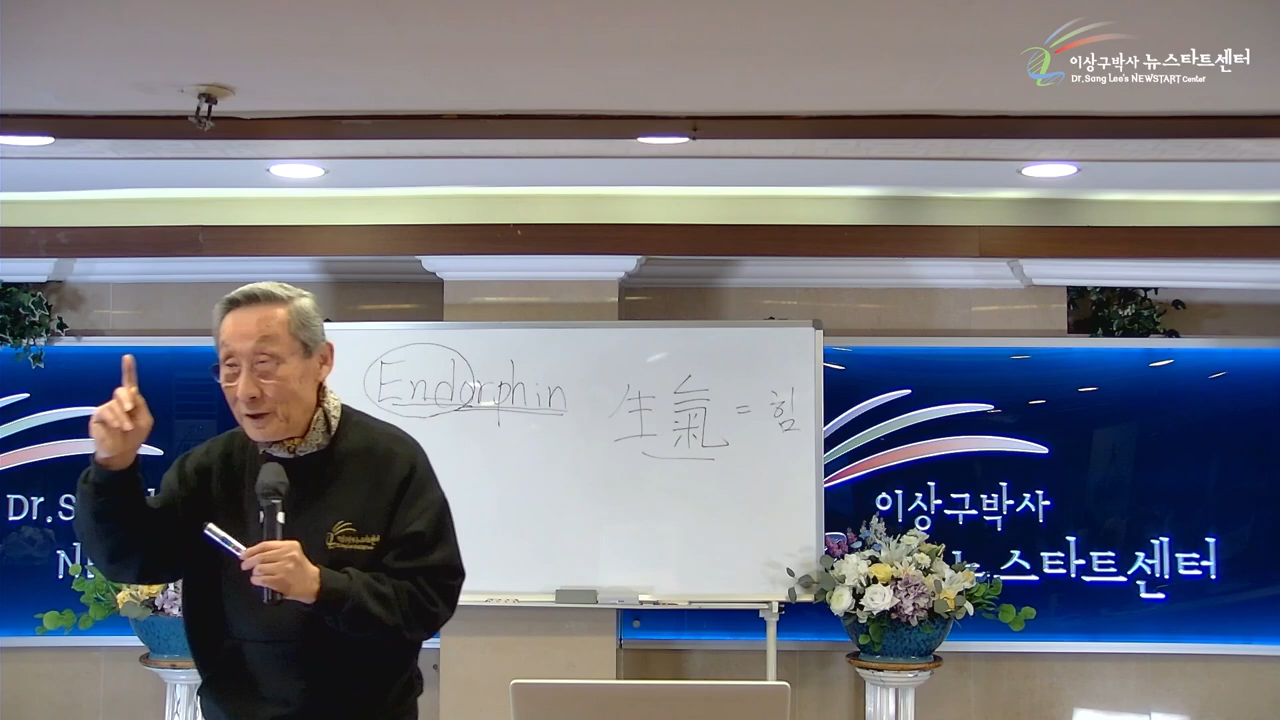 이상구박사 뉴스타트센터
Dr. Sang Lee's NEWSTART Center
Endorphin
生氣 = 힘
Dr. S
이상구박사
뉴스타트센터